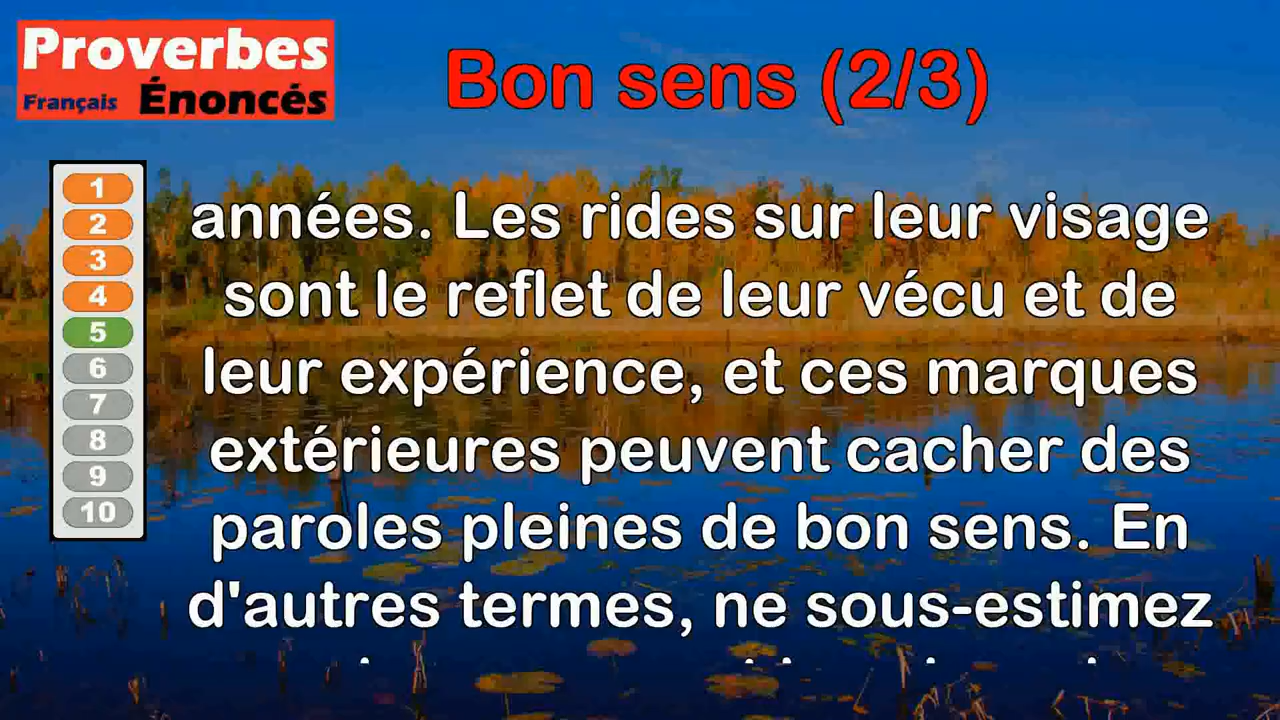 Proverbes
Français Énoncés
Bon sens (2/3)
1
2
3
4
5
6
7
8
9
10
années. Les rides sur leur visage
sont le reflet de leur vécu et de
leur expérience, et ces marques
extérieures peuvent cacher des
paroles pleines de bon sens. En
d'autres termes, ne sous-estimez